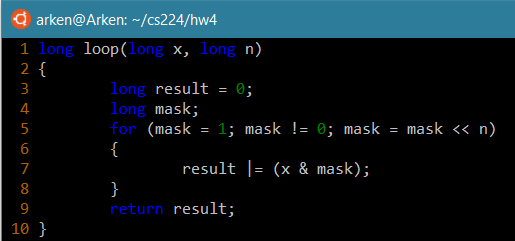 arken@Arken: ~/cs224/hw4
1 long loop(long x, long n)
2 {
3         long result = 0;
4         long mask;
5         for (mask = 1; mask != 0; mask = mask << n)
6         {
7                 result |= (x & mask);
8         }
9         return result;
10 }